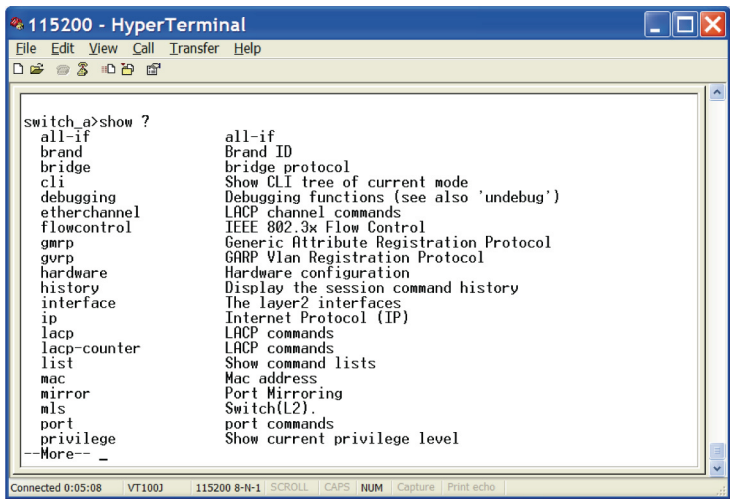 115200 - HyperTerminal
File Edit View Call Transfer Help
switch_a>show ?
all-if all-if
brand Brand ID
bridge bridge protocol
cli Show CLI tree of current mode
debugging Debugging functions (see also 'undebug')
etherchannel LACP channel commands
flowcontrol IEEE 802.3x Flow Control
gmrp Generic Attribute Registration Protocol
gvrp GARP Vlan Registration Protocol
hardware Hardware configuration
history Display the session command history
interface The layer2 interfaces
ip Internet Protocol (IP)
lacp LACP commands
lacp-counter LACP commands
list Show command lists
mac Mac address
mirror Port Mirroring
mls Switch(L2).
port port commands
privilege Show current privilege level
--More-- _
Connected 0:05:08 VT100J 115200 8-N-1 SCROLL CAPS NUM Capture Print echo